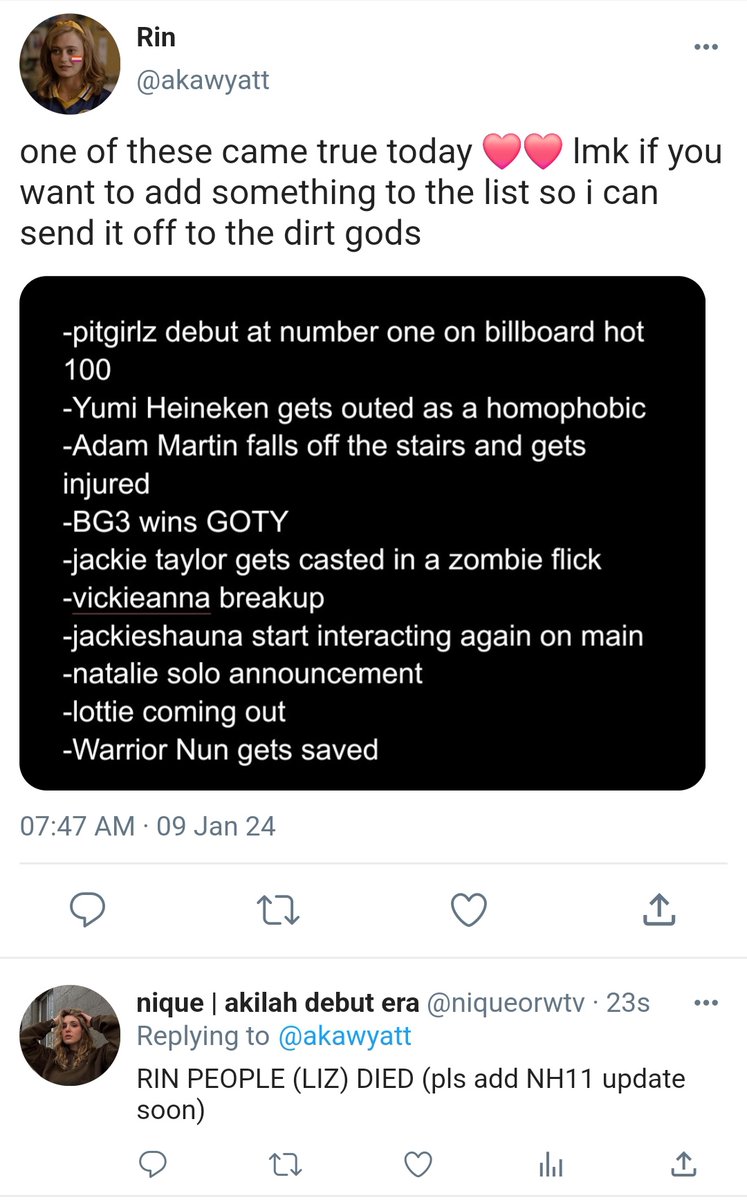 Rin
@akawyatt
one of these came true today 💗💗 lmk if you
want to add something to the list so i can
send it off to the dirt gods
-pitgirlz debut at number one on billboard hot
100
-Yumi Heineken gets outed as a homophobic
-Adam Martin falls off the stairs and gets
injured
-BG3 wins GOTY
-jackie taylor gets casted in a zombie flick
-vickieanna breakup
-jackieshauna start interacting again on main
-natalie solo announcement
-lottie coming out
-Warrior Nun gets saved
07:47 AM · 09 Jan 24
nique | akilah debut era @niqueorwtv · 23s
Replying to @akawyatt
RIN PEOPLE (LIZ) DIED (pls add NH11 update
soon)